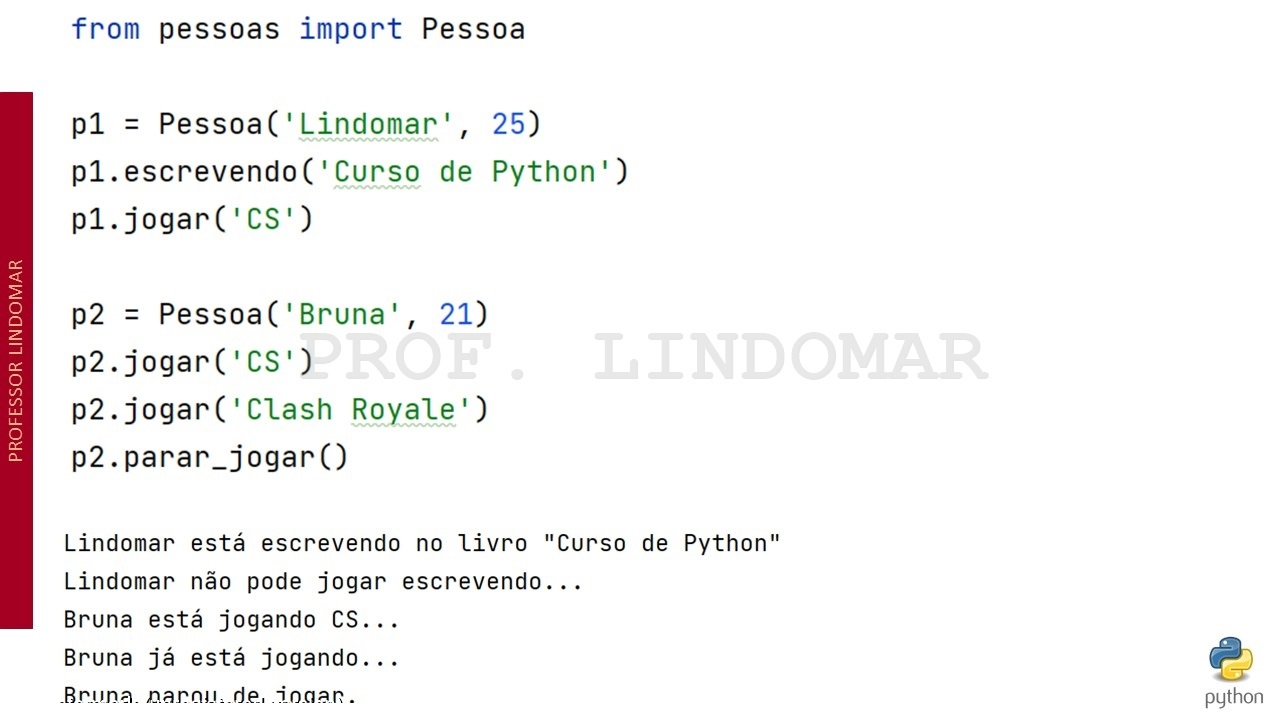 from pessoas import Pessoa
p1 = Pessoa('Lindomar', 25)
p1.escrevendo('Curso de Python')
p1.jogar('CS')
p2 = Pessoa('Bruna', 21)
p2.jogar('CS')
p2.jogar('Clash Royale')
p2.parar_jogar()
PROF. LINDOMAR
PROFESSOR LINDOMAR
Lindomar está escrevendo no livro "Curso de Python"
Lindomar não pode jogar escrevendo...
Bruna está jogando CS...
Bruna já está jogando...
Bruna parou de jogar.
python